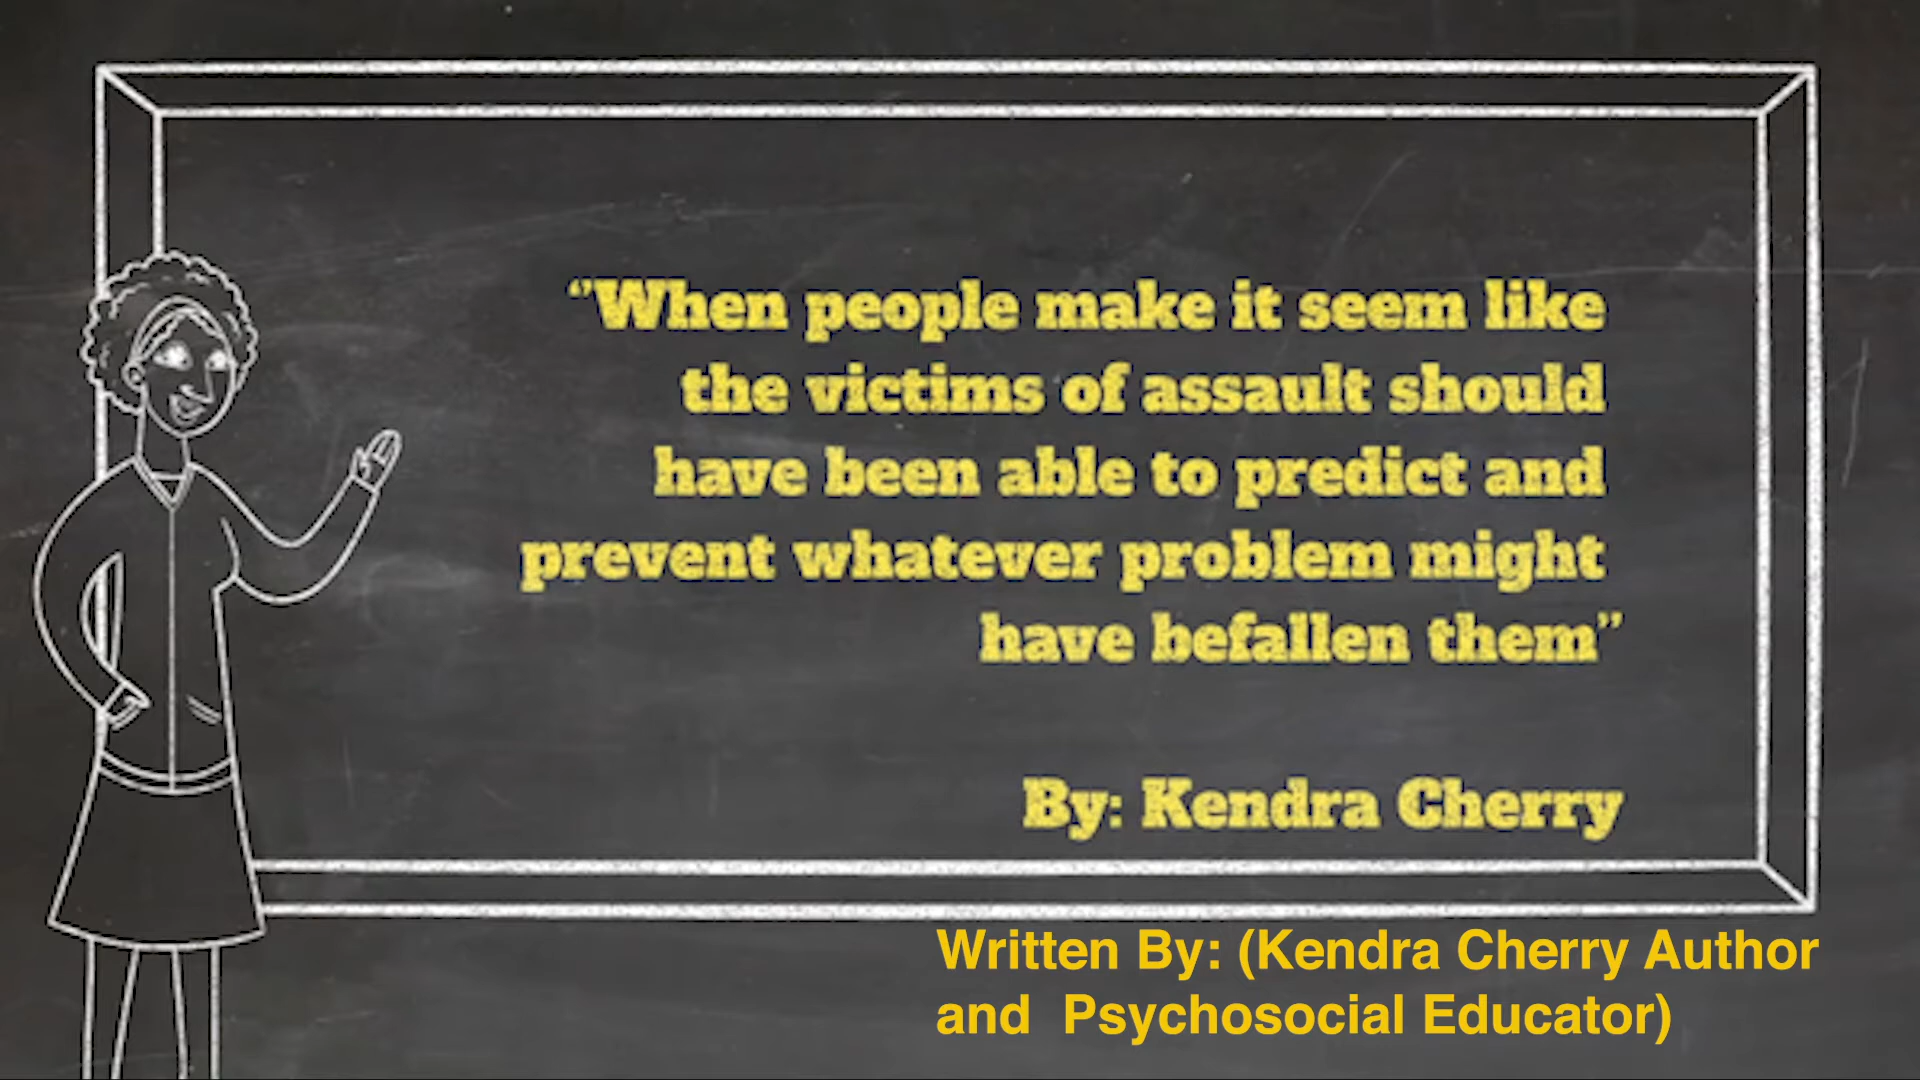 “When people make it seem like
the victims of assault should
have been able to predict and
prevent whatever problem might
have befallen them”
By: Kendra Cherry
Written By: (Kendra Cherry Author
and  Psychosocial Educator)